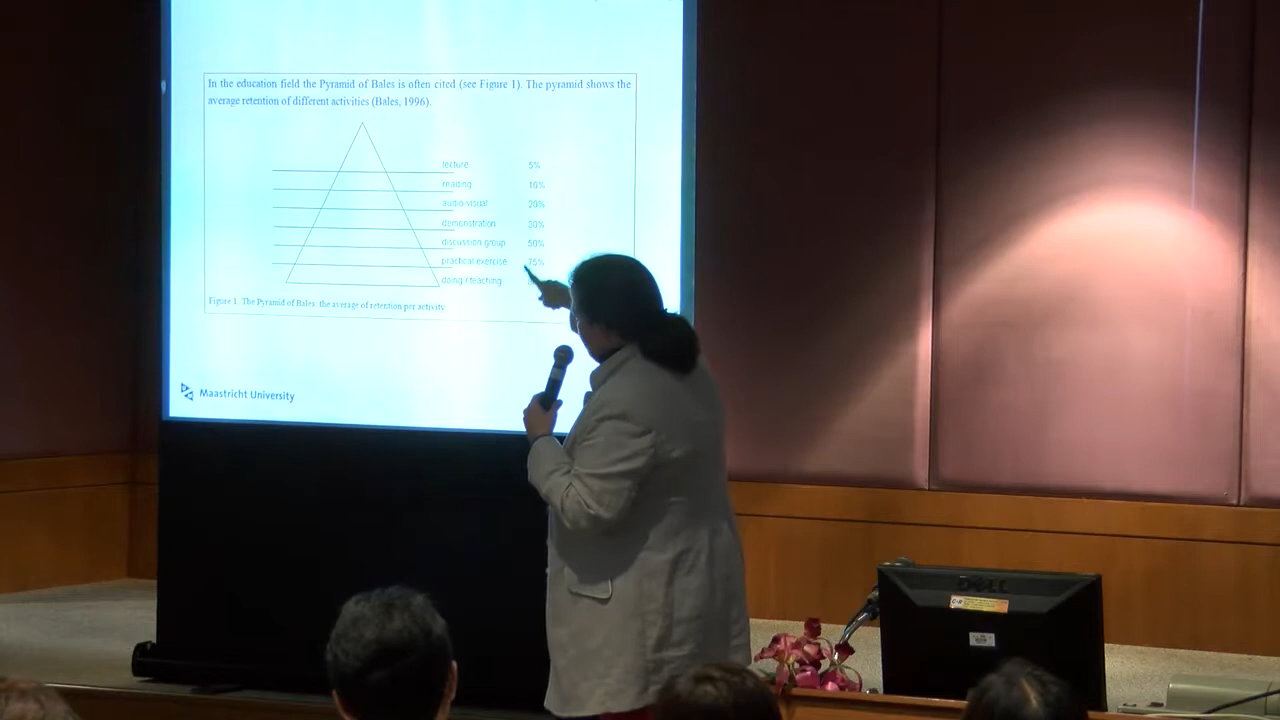 In the education field the Pyramid of Bales is often cited (see Figure 1). The pyramid shows the
average retention of different activities (Bales, 1996).
lecture 5%
reading 10%
audio-visual 20%
demonstration 30%
discussion group 50%
practical exercise 75%
doing / teaching
Figure 1. The Pyramid of Bales: the average of retention per activity.
Maastricht University
DELL